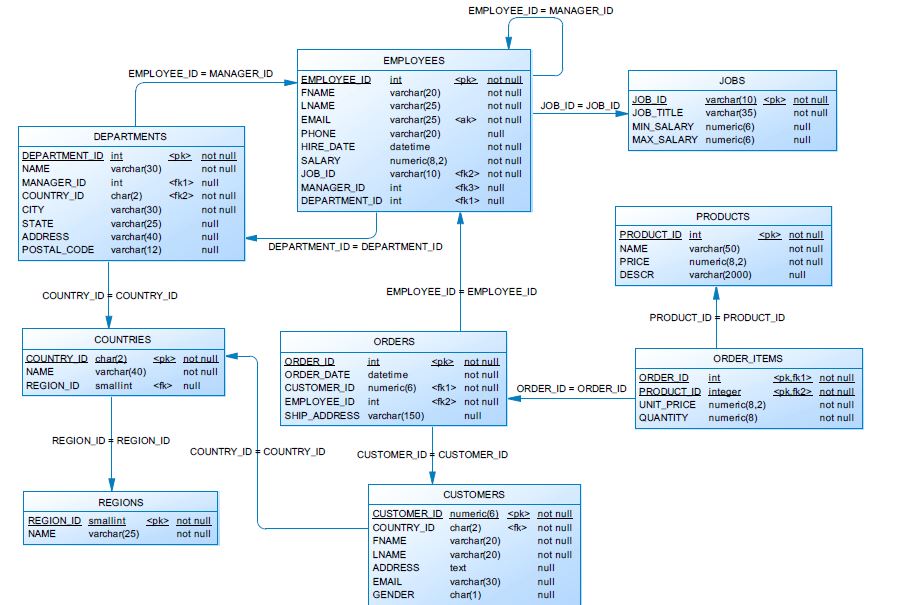 EMPLOYEE_ID = MANAGER_ID
EMPLOYEES
EMPLOYEE_ID int <pk> not null
FNAME varchar(20) not null
LNAME varchar(25) not null
EMAIL varchar(25) <ak> not null
PHONE varchar(20) null
HIRE_DATE datetime not null
SALARY numeric(8,2) not null
JOB_ID varchar(10) <fk2> not null
MANAGER_ID int <fk3> null
DEPARTMENT_ID int <fk1> null
EMPLOYEE_ID = MANAGER_ID
JOB_ID = JOB_ID
JOBS
JOB_ID varchar(10) <pk> not null
JOB_TITLE varchar(35) not null
MIN_SALARY numeric(6) null
MAX_SALARY numeric(6) null
DEPARTMENTS
DEPARTMENT_ID int <pk> not null
NAME varchar(30) not null
MANAGER_ID int <fk1> null
COUNTRY_ID char(2) <fk2> not null
CITY varchar(30) not null
STATE varchar(25) null
ADDRESS varchar(40) null
POSTAL_CODE varchar(12) null
DEPARTMENT_ID = DEPARTMENT_ID
PRODUCTS
PRODUCT_ID int <pk> not null
NAME varchar(50) not null
PRICE numeric(8,2) not null
DESCR varchar(2000) null
COUNTRY_ID = COUNTRY_ID
EMPLOYEE_ID = EMPLOYEE_ID
PRODUCT_ID = PRODUCT_ID
COUNTRIES
COUNTRY_ID char(2) <pk> not null
NAME varchar(40) not null
REGION_ID smallint <fk> null
ORDERS
ORDER_ID int <pk> not null
ORDER_DATE datetime not null
CUSTOMER_ID numeric(6) <fk1> not null
EMPLOYEE_ID int <fk2> not null
SHIP_ADDRESS varchar(150) null
ORDER_ID = ORDER_ID
ORDER_ITEMS
ORDER_ID int <pk,fk1> not null
PRODUCT_ID integer <pk,fk2> not null
UNIT_PRICE numeric(8,2) not null
QUANTITY numeric(8) not null
REGION_ID = REGION_ID
COUNTRY_ID = COUNTRY_ID
CUSTOMER_ID = CUSTOMER_ID
REGIONS
REGION_ID smallint <pk> not null
NAME varchar(25) not null
CUSTOMERS
CUSTOMER_ID numeric(6) <pk> not null
COUNTRY_ID char(2) <fk> not null
FNAME varchar(20) not null
LNAME varchar(20) not null
ADDRESS text null
EMAIL varchar(30) null
GENDER char(1) null